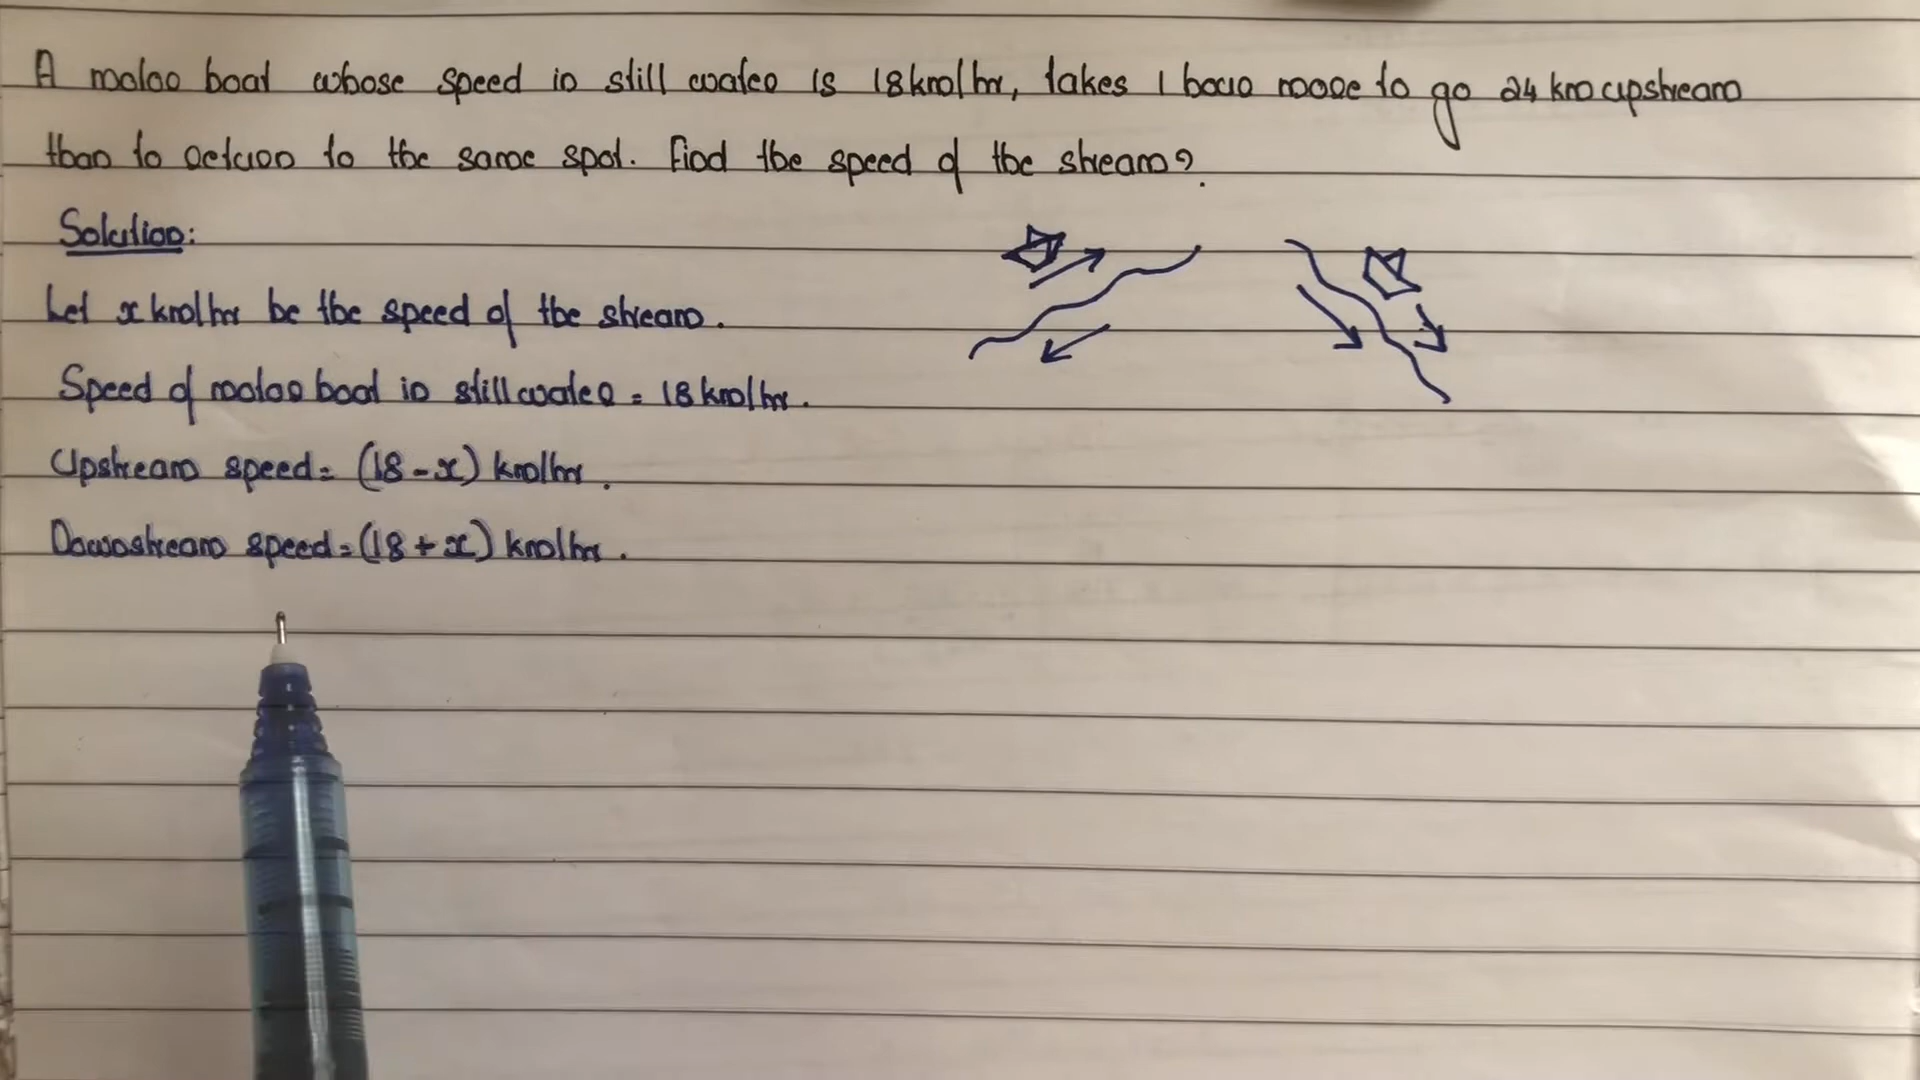 A motor boat whose speed in still water is 18km/hr, takes 1 hour more to go 24 km upstream
than to return to the same spot. Find the speed of the stream?
Solution:
Let x km/hr be the speed of the stream.
Speed of motor boat in still water = 18 km/hr.
Upstream speed = (18 - x) km/hr.
Downstream speed = (18 + x) km/hr.